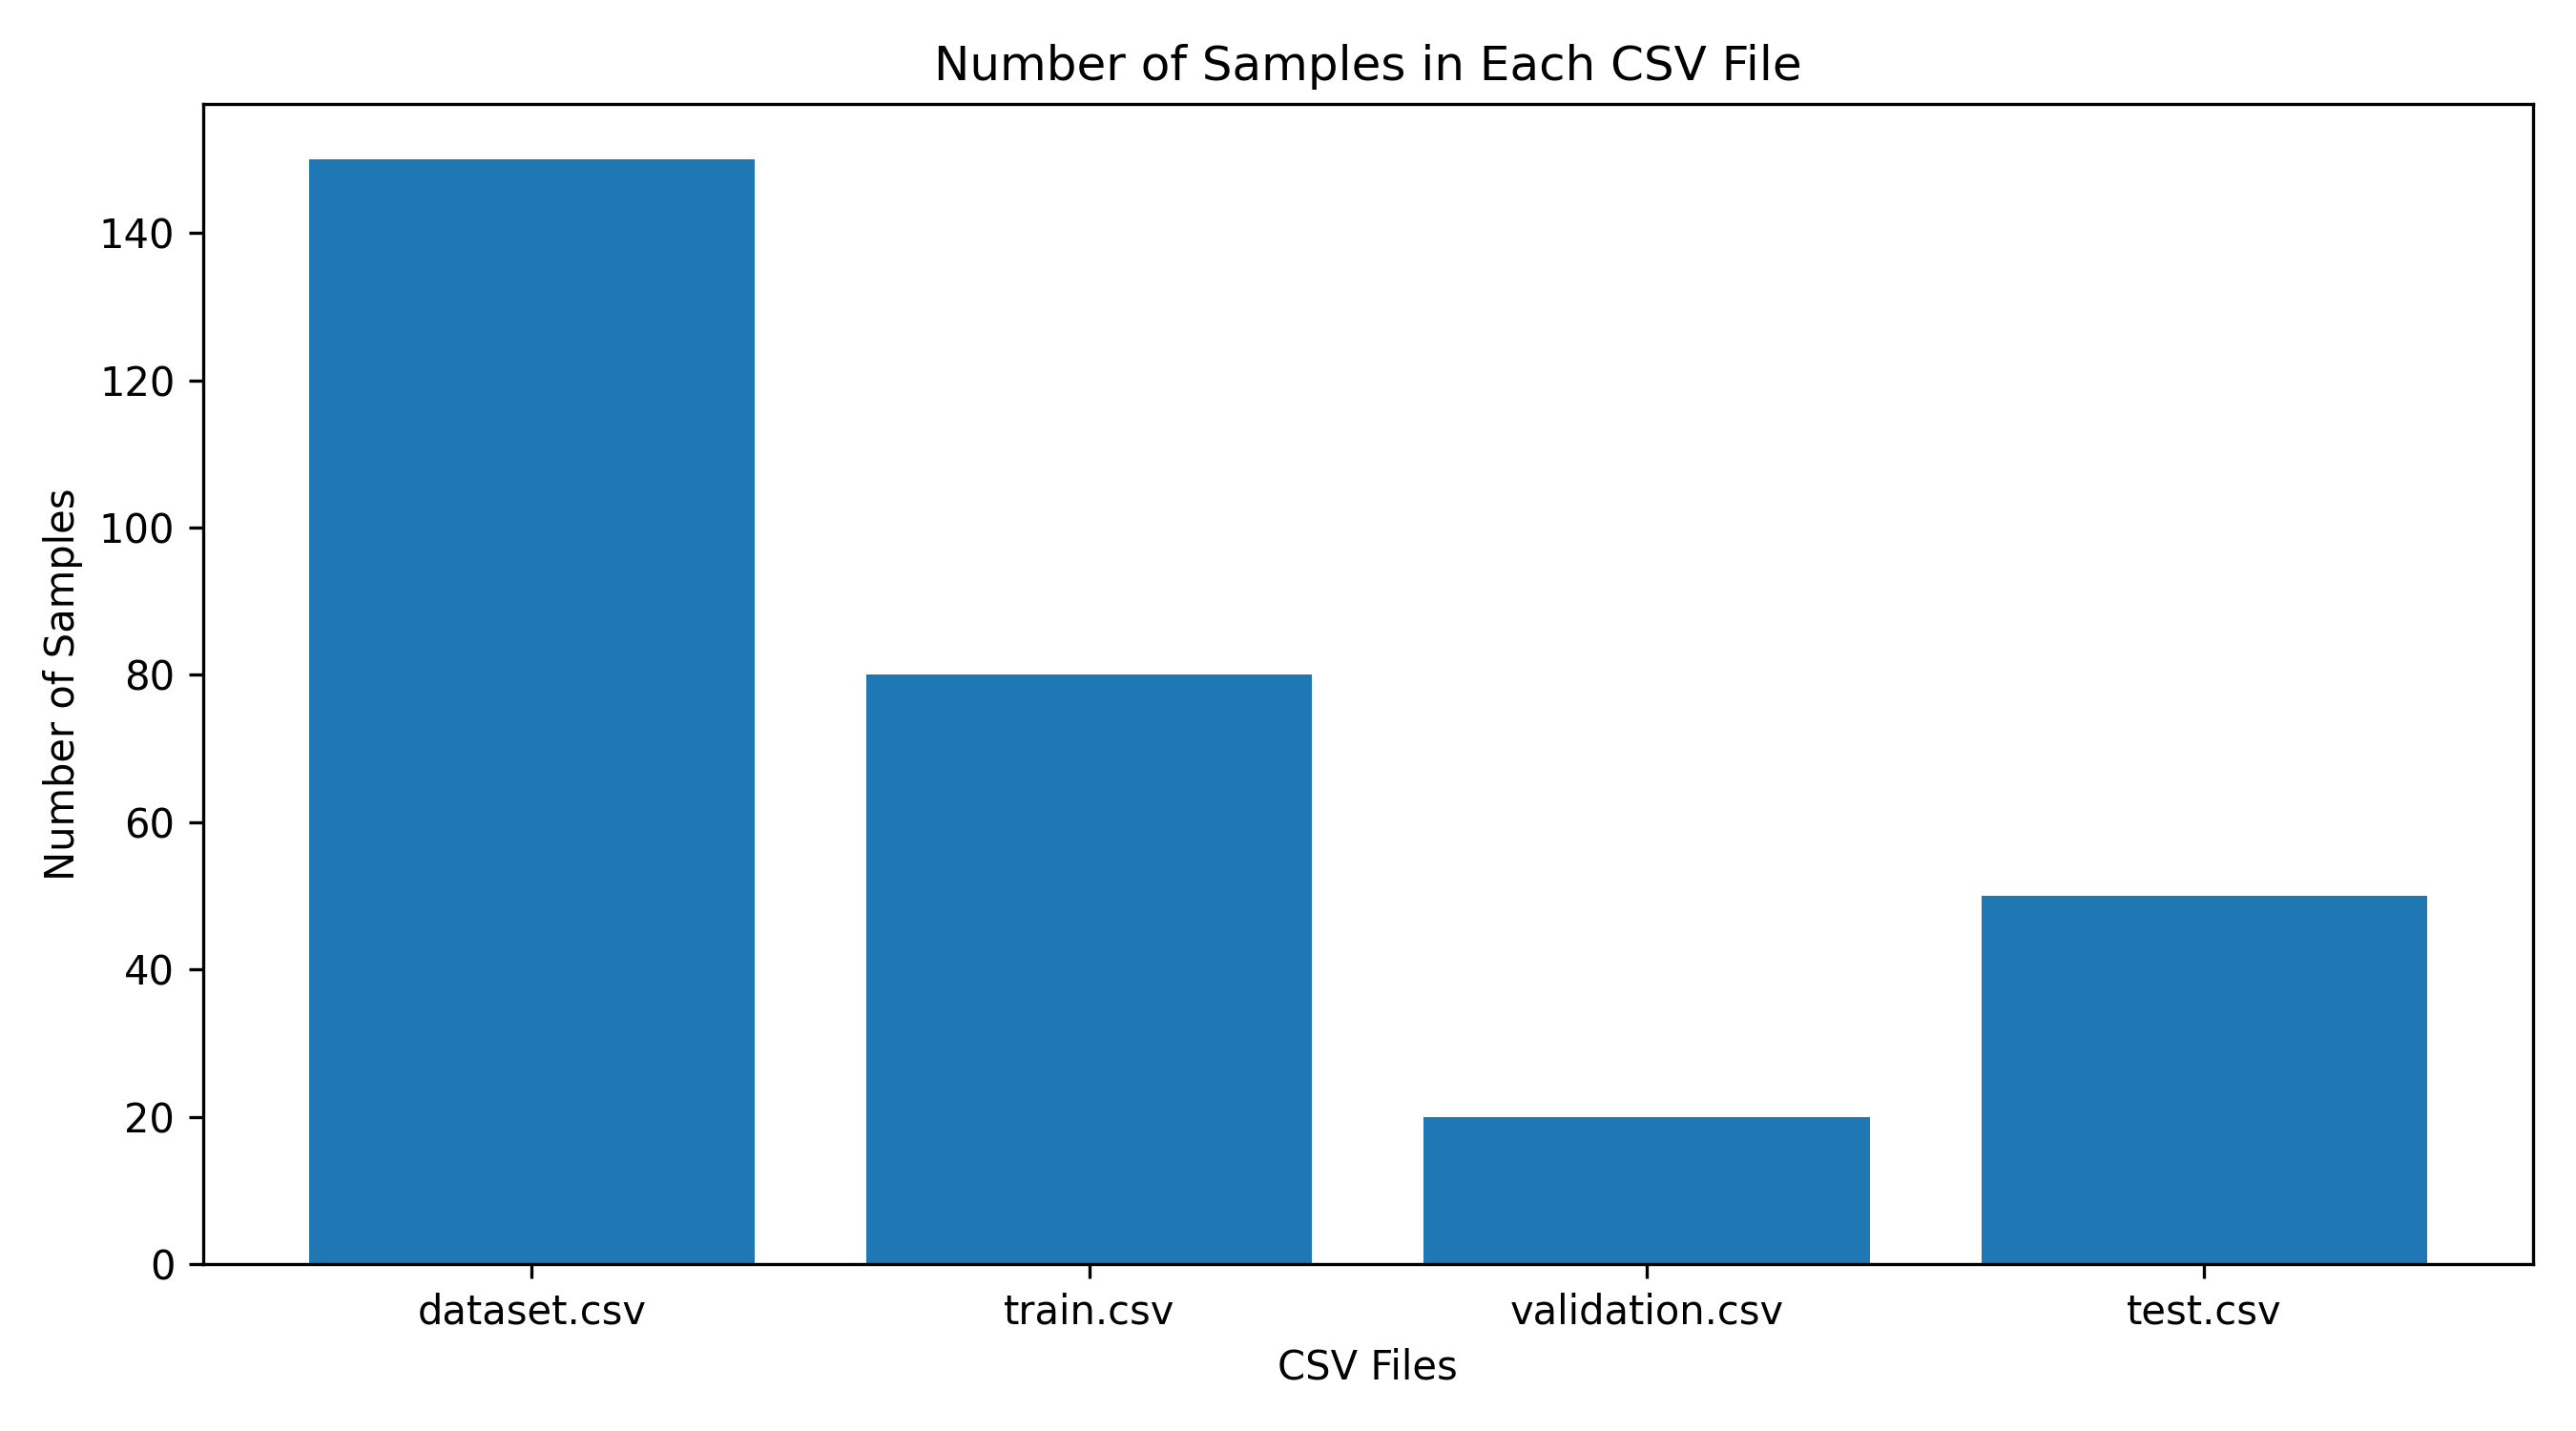 Number of Samples in Each CSV File
Number of Samples
140
120
100
80
60
40
20
0
dataset.csv
train.csv
validation.csv
test.csv
CSV Files